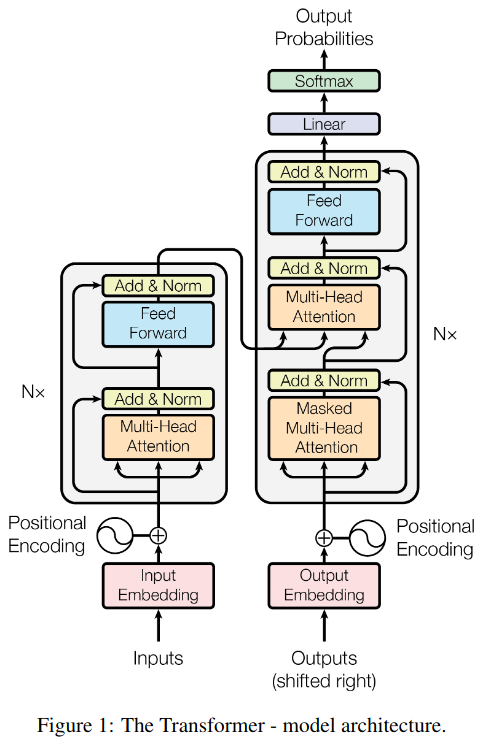 Output
Probabilities
Softmax
Linear
Add & Norm
Feed
Forward
Add & Norm
Multi-Head
Attention
Add & Norm
Masked
Multi-Head
Attention
N×
Add & Norm
Feed
Forward
Add & Norm
Multi-Head
Attention
N×
Positional
Encoding
Positional
Encoding
Input
Embedding
Output
Embedding
Inputs
Outputs
(shifted right)
Figure 1: The Transformer - model architecture.